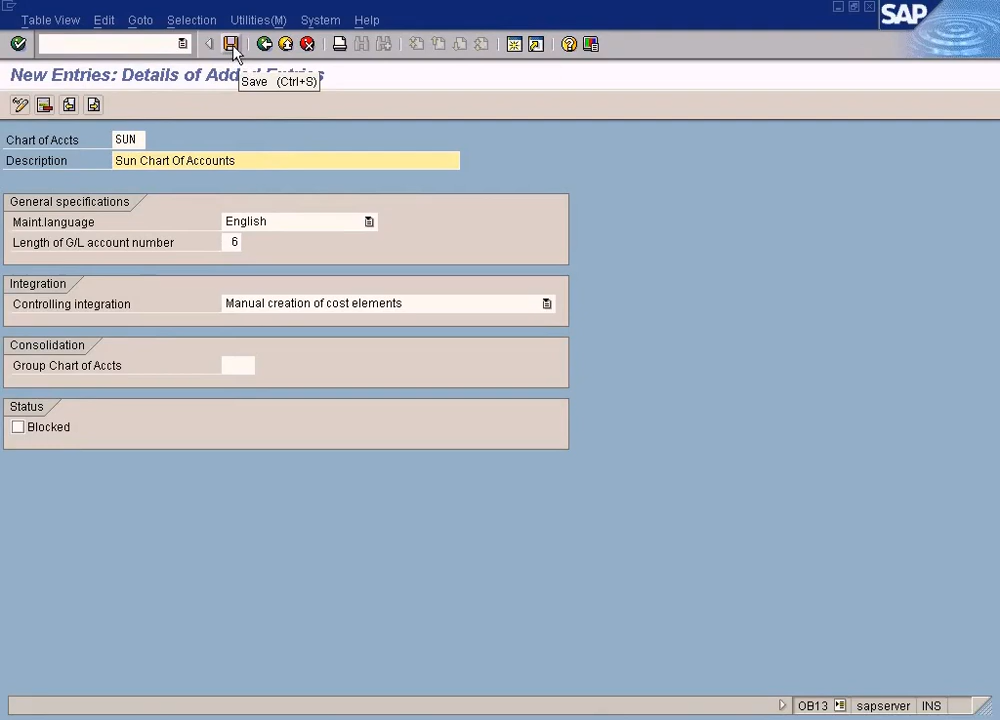 Table View Edit Goto Selection Utilities(M) System Help
SAP
New Entries: Details of Added Entries
Save (Ctrl+S)
Chart of Accts SUN
Description Sun Chart Of Accounts
General specifications
Maint.language English
Length of G/L account number 6
Integration
Controlling integration Manual creation of cost elements
Consolidation
Group Chart of Accts
Status
Blocked
OB13 sapserver INS